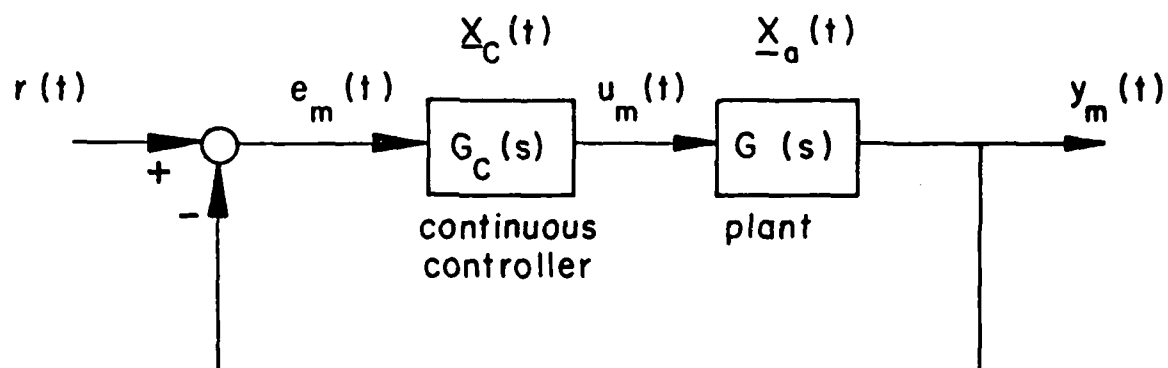 X_C(t) X_a(t)
r(t) e_m(t) u_m(t) y_m(t)
G_C(s) G(s)
+
-
continuous plant
controller